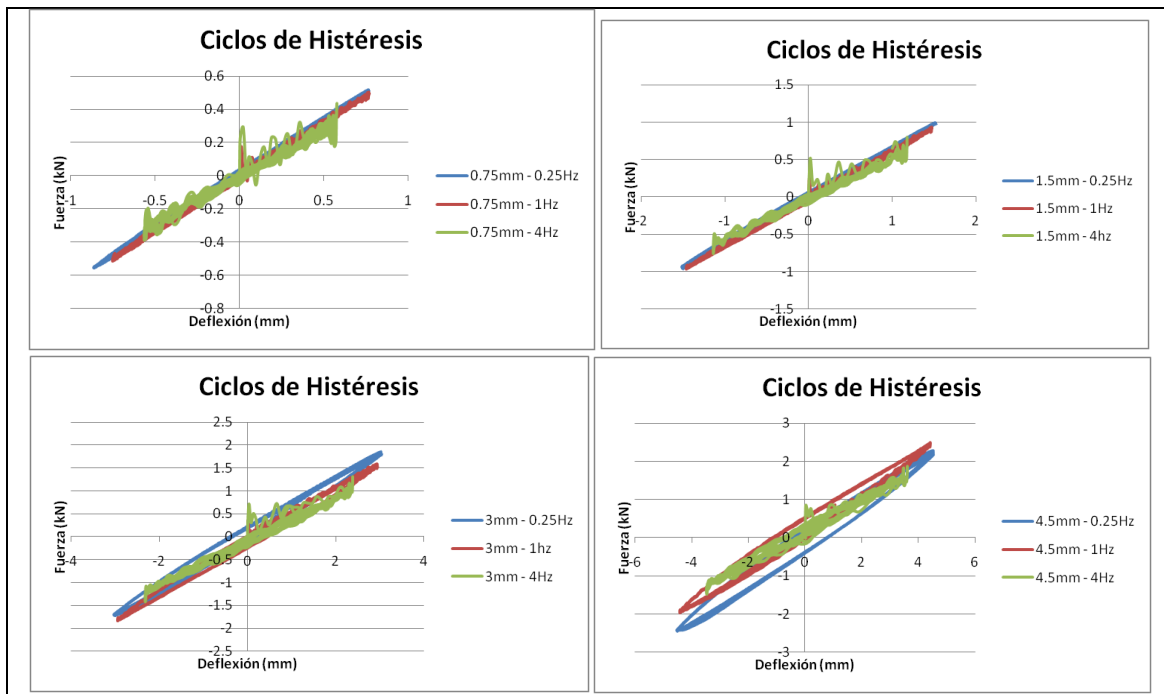 Ciclos de Histéresis
Fuerza (kN)
0.6
0.4
0.2
0
-0.2
-0.4
-0.6
-0.8
-1
-0.5
0
0.5
1
Deflexión (mm)
0.75mm - 0.25Hz
0.75mm - 1Hz
0.75mm - 4Hz
Ciclos de Histéresis
Fuerza (kN)
1.5
1
0.5
0
-0.5
-1
-1.5
-2
-1
0
1
2
Deflexión (mm)
1.5mm - 0.25Hz
1.5mm - 1Hz
1.5mm - 4hz
Ciclos de Histéresis
Fuerza (kN)
2.5
2
1.5
1
0.5
0
-0.5
-1
-1.5
-2
-2.5
-4
-2
0
2
4
Deflexión (mm)
3mm - 0.25Hz
3mm - 1hz
3mm - 4Hz
Ciclos de Histéresis
Fuerza (kN)
3
2
1
0
-1
-2
-3
-6
-4
-2
0
2
4
6
Deflexión (mm)
4.5mm - 0.25Hz
4.5mm - 1Hz
4.5mm - 4Hz